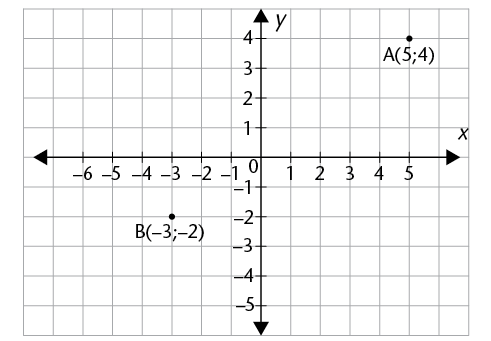 y
4
A(5;4)
3
2
1
x
0
–6 –5 –4 –3 –2 –1 1 2 3 4 5
–1
–2
B(–3;–2)
–3
–4
–5